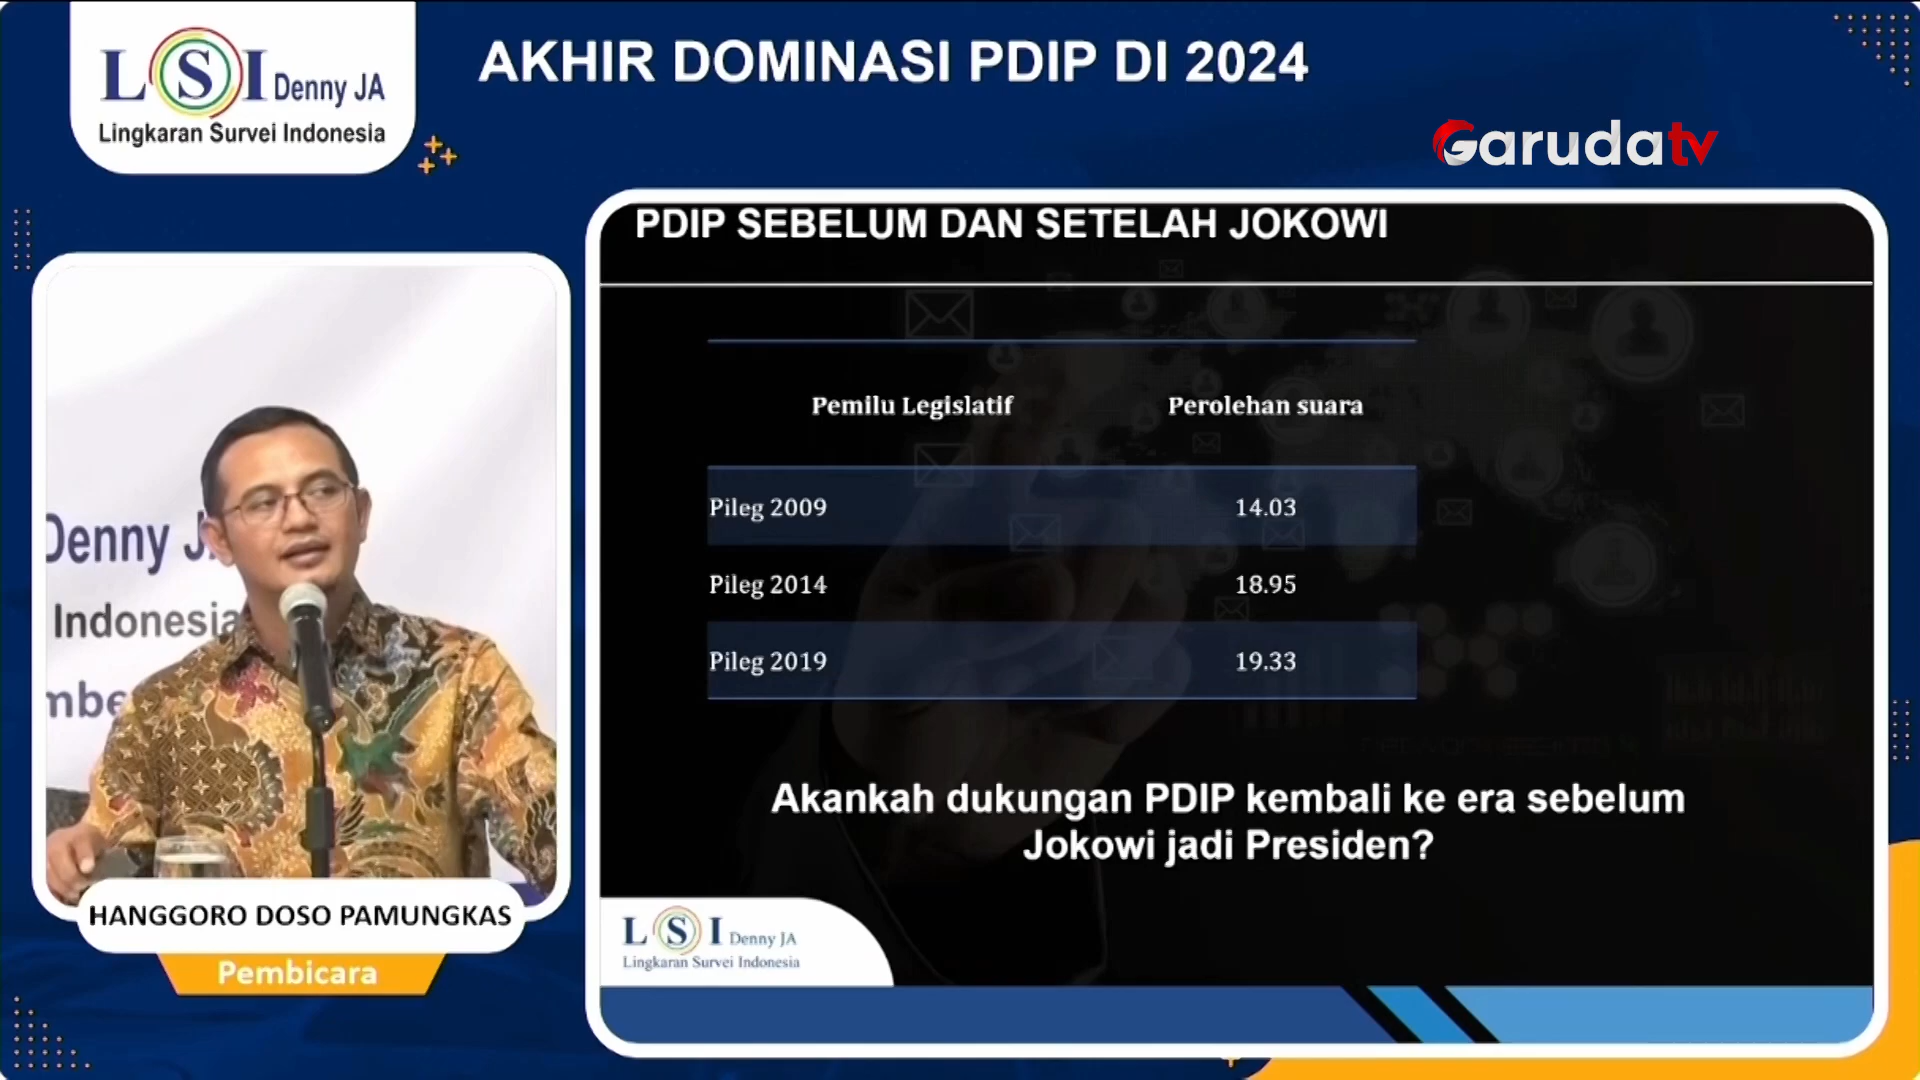 LSI Denny JA
Lingkaran Survei Indonesia
AKHIR DOMINASI PDIP DI 2024
Garudatv
PDIP SEBELUM DAN SETELAH JOKOWI
Pemilu Legislatif Perolehan suara
Pileg 2009 14.03
Pileg 2014 18.95
Pileg 2019 19.33
Akankah dukungan PDIP kembali ke era sebelum
Jokowi jadi Presiden?
LSI Denny JA
Lingkaran Survei Indonesia
Denny J
Indonesia
HANGGORO DOSO PAMUNGKAS
Pembicara